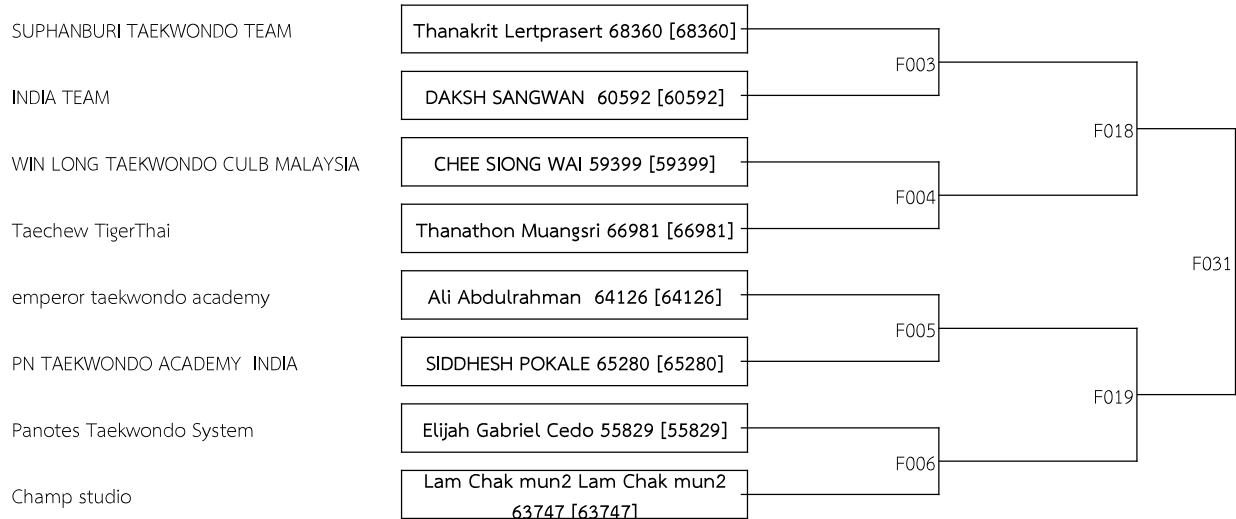 SUPHANBURI TAEKWONDO TEAM
Thanakrit Lertprasert 68360 [68360]
F003
INDIA TEAM
DAKSH SANGWAN 60592 [60592]
F018
WIN LONG TAEKWONDO CULB MALAYSIA
CHEE SIONG WAI 59399 [59399]
F004
Taechew TigerThai
Thanathon Muangsri 66981 [66981]
F031
emperor taekwondo academy
Ali Abdulrahman 64126 [64126]
F005
PN TAEKWONDO ACADEMY INDIA
SIDDHESH POKALE 65280 [65280]
F019
Panotes Taekwondo System
Elijah Gabriel Cedo 55829 [55829]
F006
Champ studio
Lam Chak mun2 Lam Chak mun2
63747 [63747]